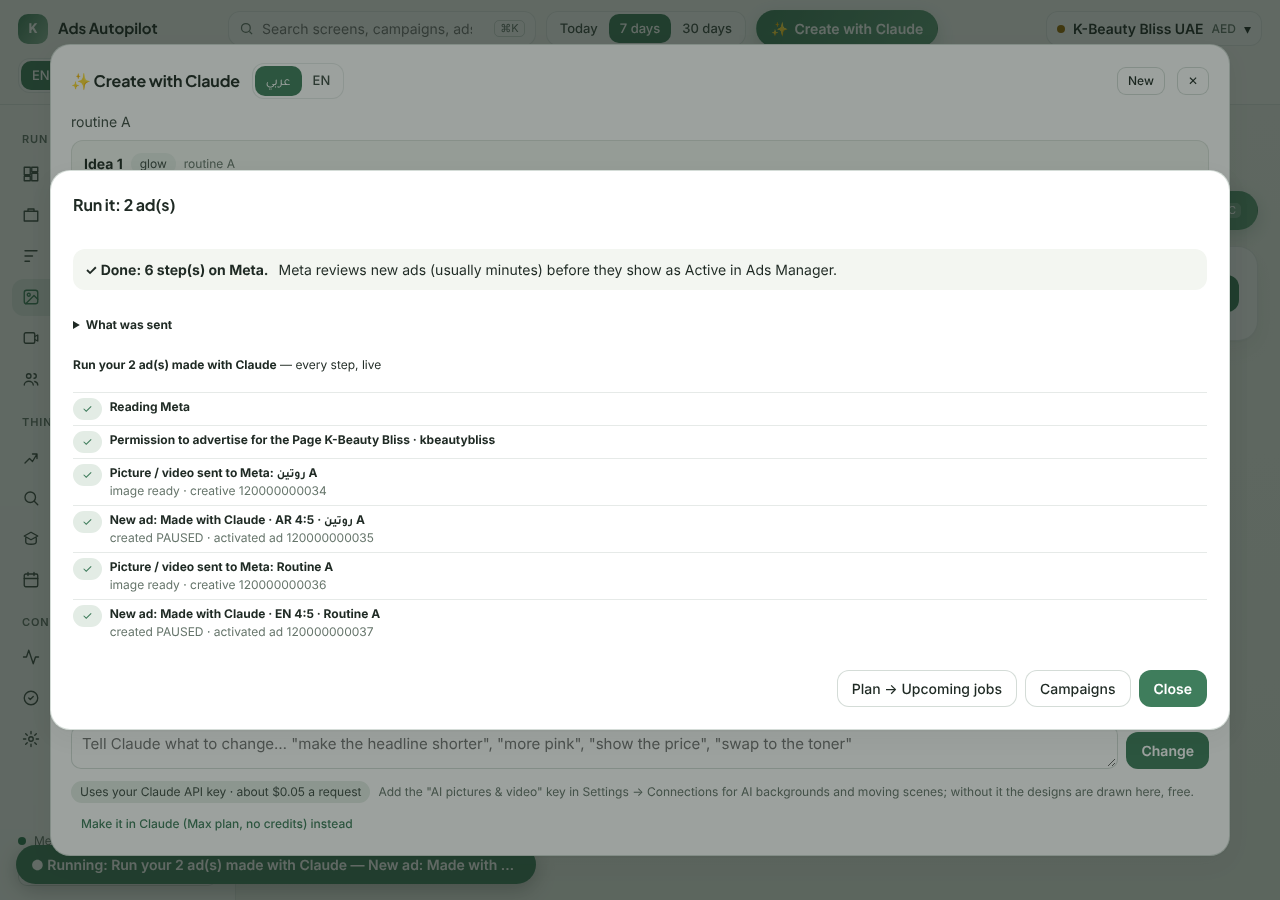 K Ads Autopilot
Search screens, campaigns, ads
⌘K
Today 7 days 30 days
✨ Create with Claude
K-Beauty Bliss UAE AED ▾
EN
✨ Create with Claude
عربي EN
New ✕
routine A
Idea 1 glow routine A
RUN
Run it: 2 ad(s)
✓ Done: 6 step(s) on Meta. Meta reviews new ads (usually minutes) before they show as Active in Ads Manager.
▶ What was sent
Run your 2 ad(s) made with Claude — every step, live
✓ Reading Meta
✓ Permission to advertise for the Page K-Beauty Bliss · kbeautybliss
✓ Picture / video sent to Meta: روتين A
image ready · creative 120000000034
✓ New ad: Made with Claude · AR 4:5 · روتين A
created PAUSED · activated ad 120000000035
✓ Picture / video sent to Meta: Routine A
image ready · creative 120000000036
✓ New ad: Made with Claude · EN 4:5 · Routine A
created PAUSED · activated ad 120000000037
Plan → Upcoming jobs Campaigns Close
THIN
CON
Tell Claude what to change... "make the headline shorter", "more pink", "show the price", "swap to the toner"
Change
Uses your Claude API key · about $0.05 a request Add the "AI pictures & video" key in Settings → Connections for AI backgrounds and moving scenes; without it the designs are drawn here, free.
Make it in Claude (Max plan, no credits) instead
Me
Running: Run your 2 ad(s) made with Claude — New ad: Made with ...